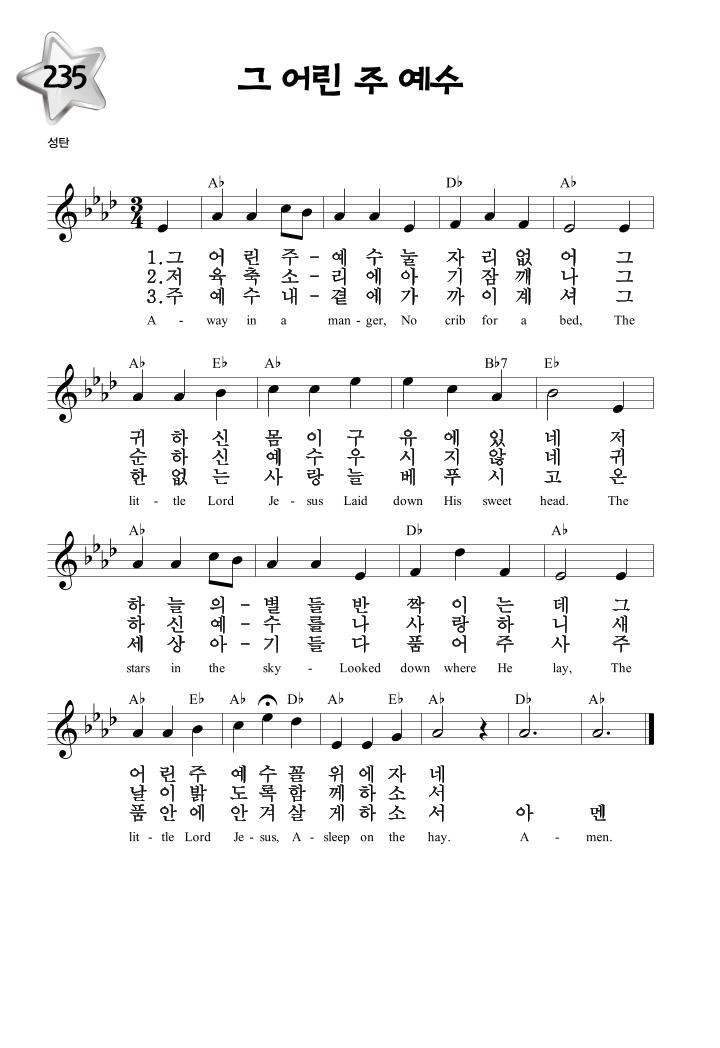 235
그 어린 주 예수
성탄
A♭ D♭ A♭
1.그 어 린 주 - 예 수 눌 자 리 없 어 그
2.저 육 축 소 - 리 에 아 기 잠 깨 나 그
3.주 예 수 내 - 곁 에 가 까 이 계 셔 그
A - way in a man - ger, No crib for a bed, The
A♭ E♭ A♭ B♭7 E♭
귀 하 신 몸 이 구 유 에 있 네 저
순 하 신 예 수 우 시 지 않 네 귀
한 없 는 사 랑 늘 베 푸 시 고 온
lit - tle Lord Je - sus Laid down His sweet head. The
A♭ D♭ A♭
하 늘 의 - 별 들 반 짝 이 는 데 그
하 신 예 - 수 를 나 사 랑 하 니 새
세 상 아 - 기 들 다 품 어 주 사 주
stars in the sky - Looked down where He lay, The
A♭ E♭ A♭ D♭ A♭ E♭ A♭ D♭ A♭
어 린 주 예 수 꼴 위 에 자 네
날 이 밝 도 록 함 께 하 소 서
품 안 에 안 겨 살 게 하 소 서 아 멘
lit - tle Lord Je - sus, A - sleep on the hay. A - men.